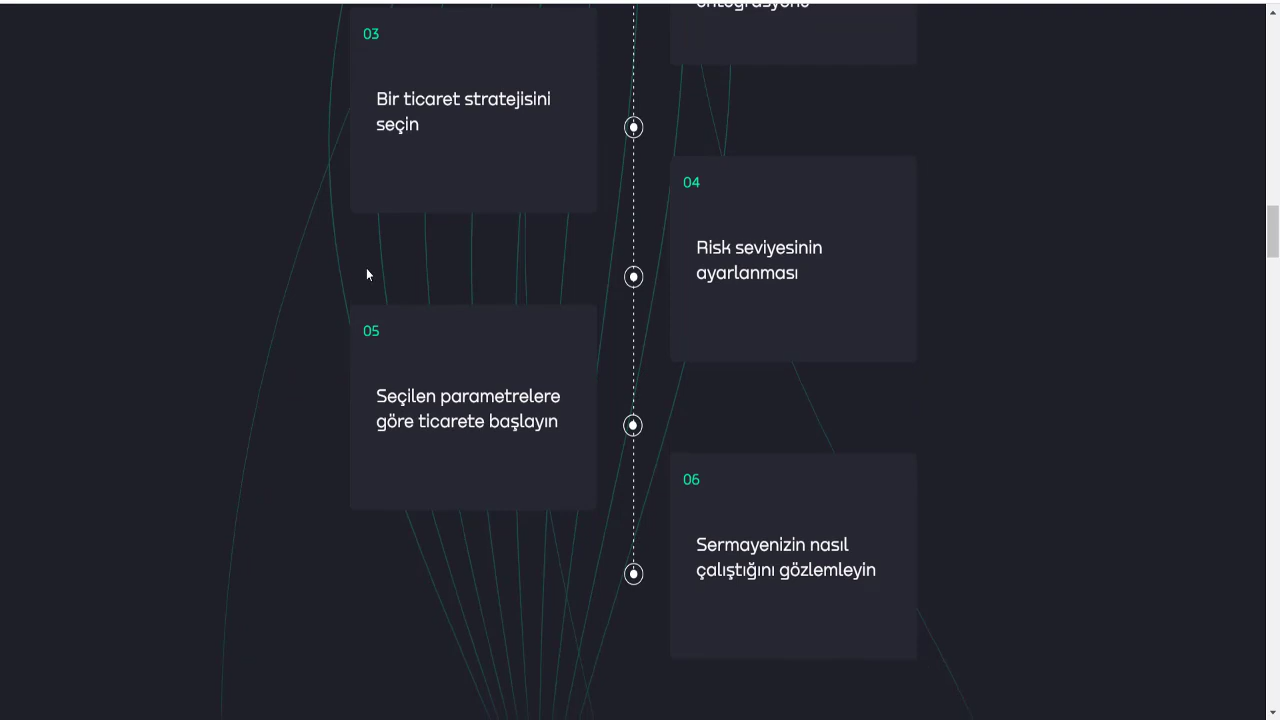 03
Bir ticaret stratejisini
seçin
04
Risk seviyesinin
ayarlanması
05
Seçilen parametrelere
göre ticarete başlayın
06
Sermayenizin nasıl
çalıştığını gözlemleyin